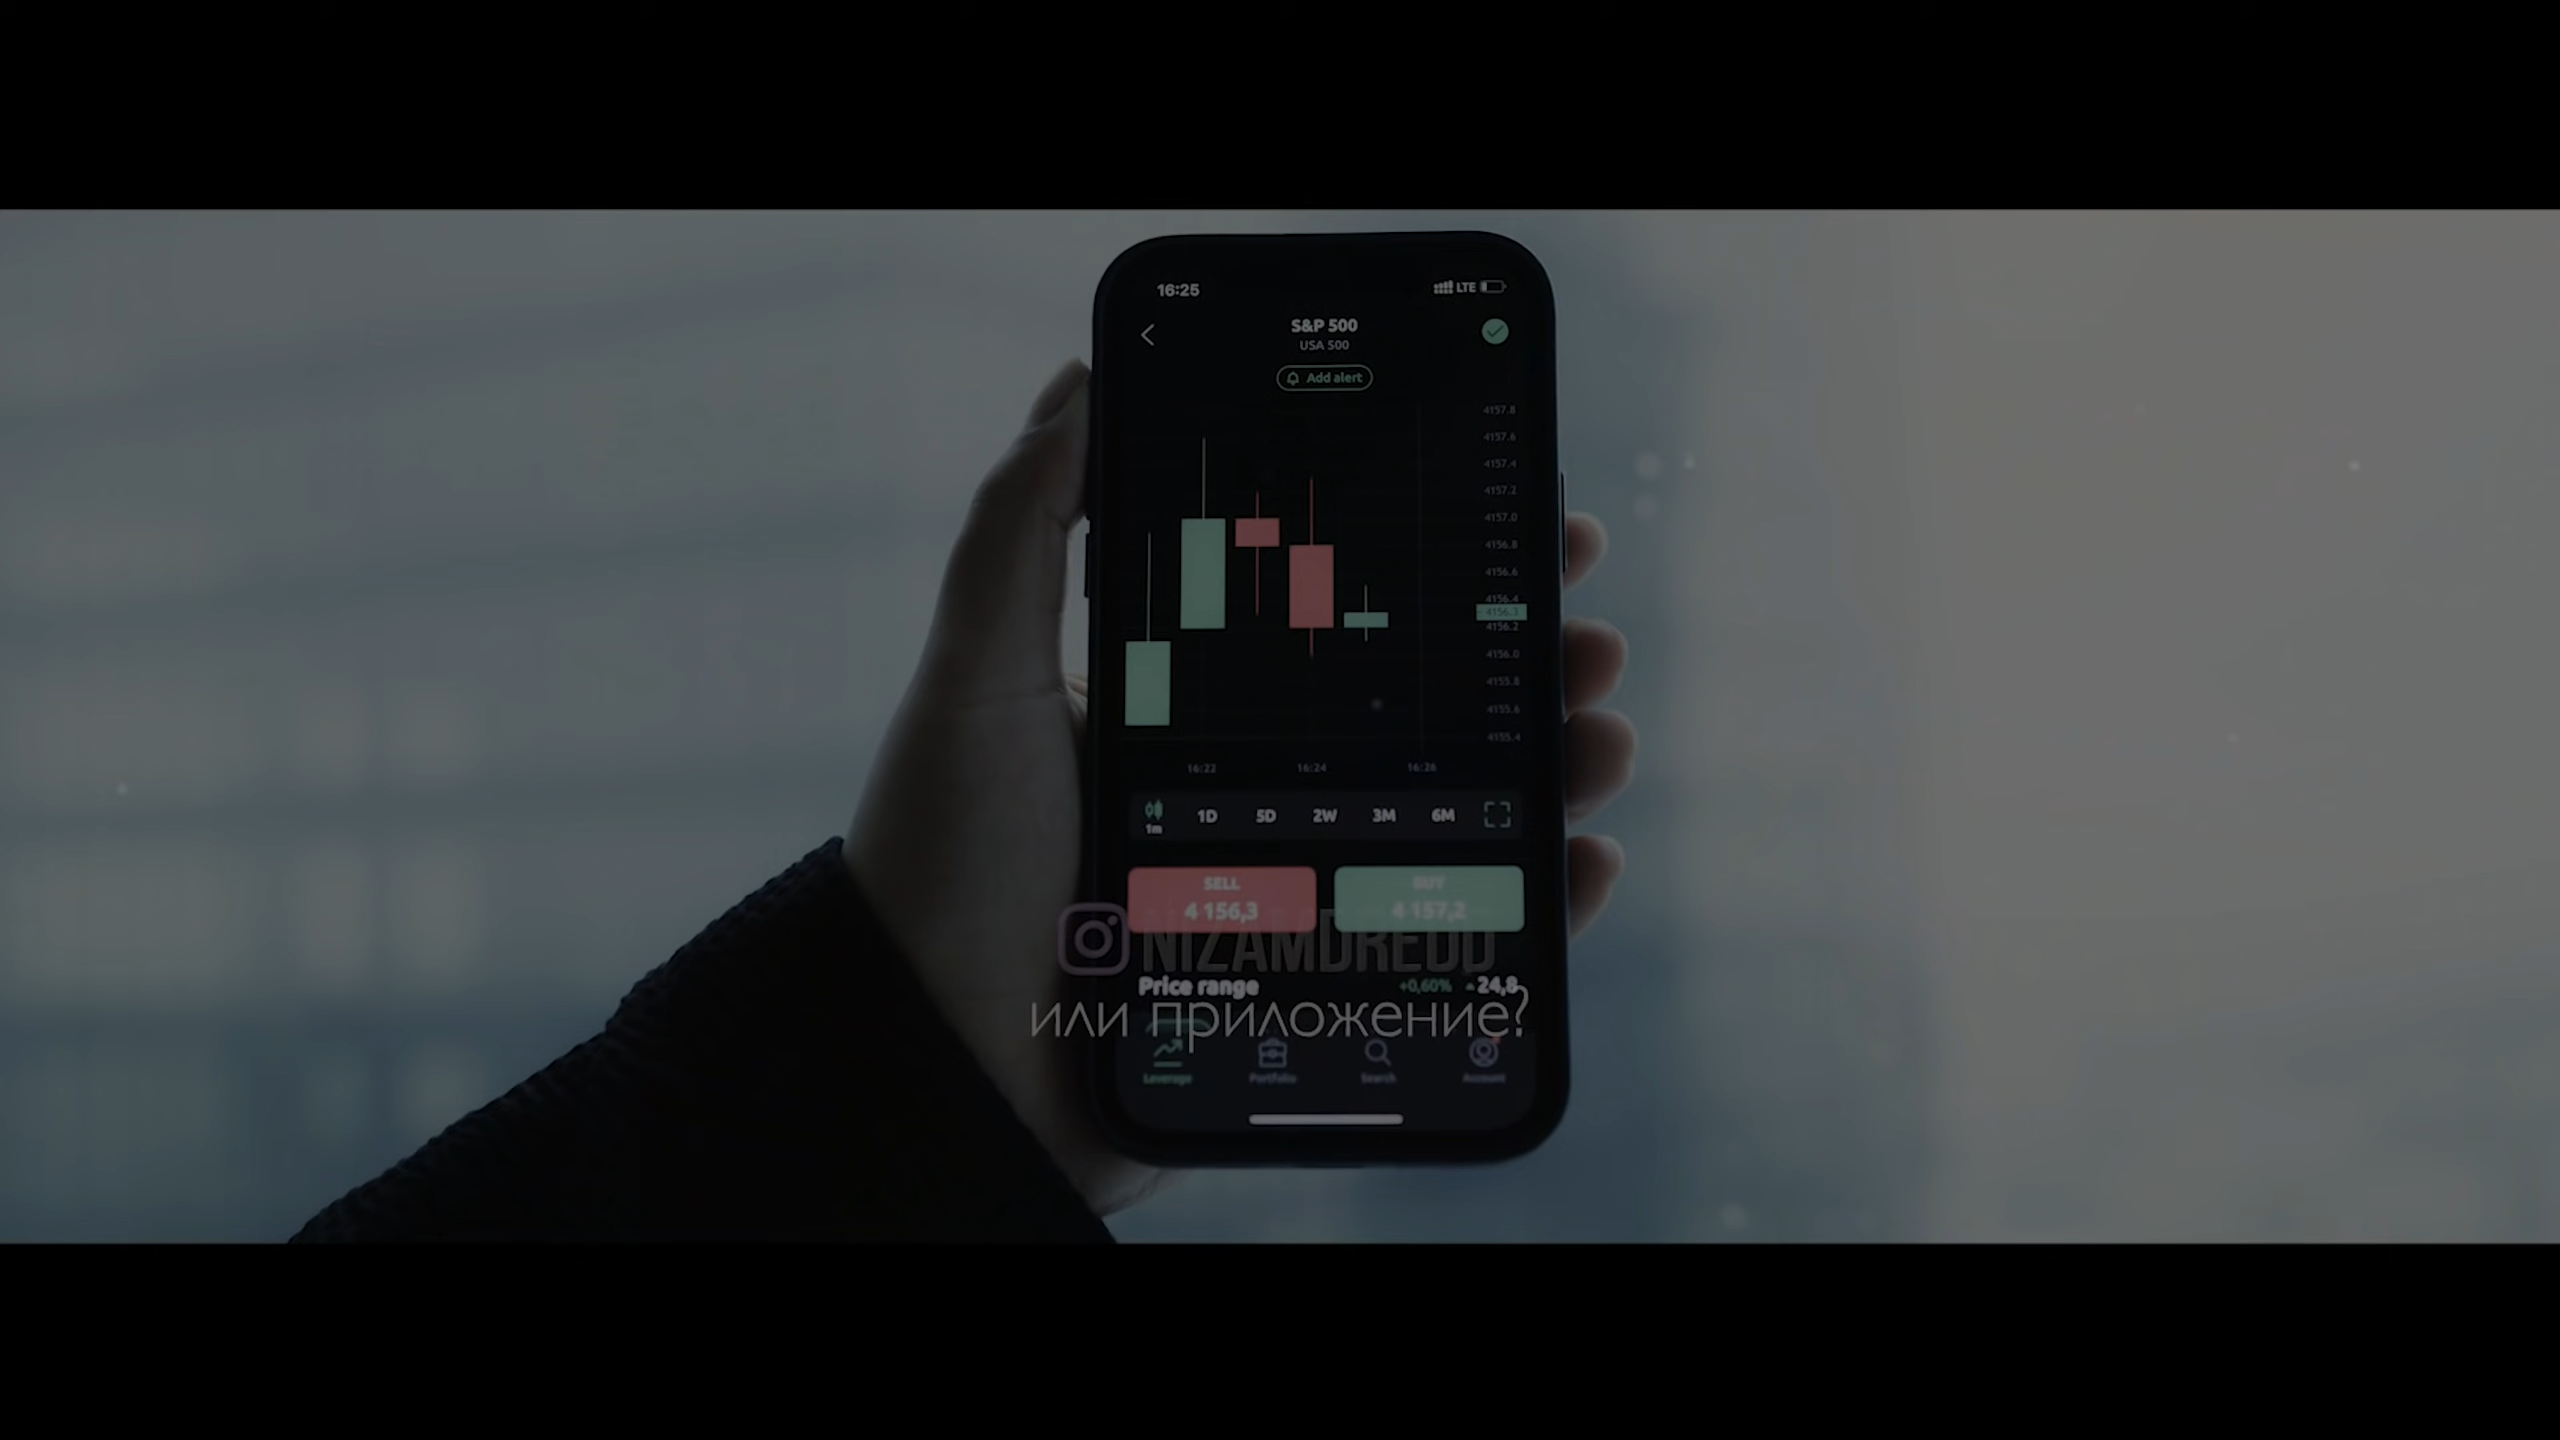 16:25
LTE
S&P 500
USA 500
Add alert
4157.8
4157.6
4157.4
4157.2
4157.0
4156.8
4156.6
4156.4
4156.3
4156.2
4156.0
4155.8
4155.6
4155.4
16:22
16:24
16:26
1m
1D
5D
2W
3M
6M
SELL
BUY
4 156,3
4 157,2
NIZAMDREDD
Price range
+0,60%
24,8
или приложение?
Leverage
Portfolio
Search
Account